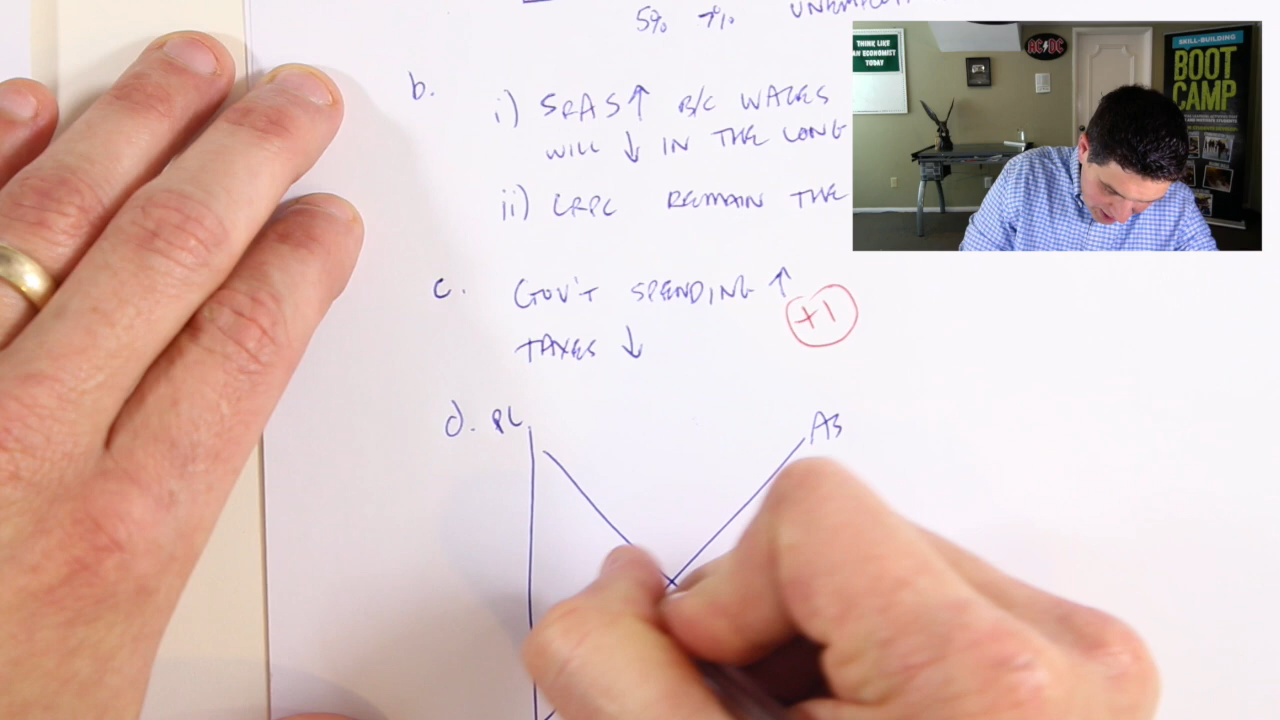 5% 7%
b.
i) SRAS↑ B/C WAGES
WILL ↓ IN THE LONG
ii) LRPC REMAIN THE
c. GOV'T SPENDING ↑
+1
TAXES ↓
d. PL
AS
THINK LIKE
AN ECONOMIST
TODAY
AC DC
SKILL-BUILDING
BOOT
CAMP